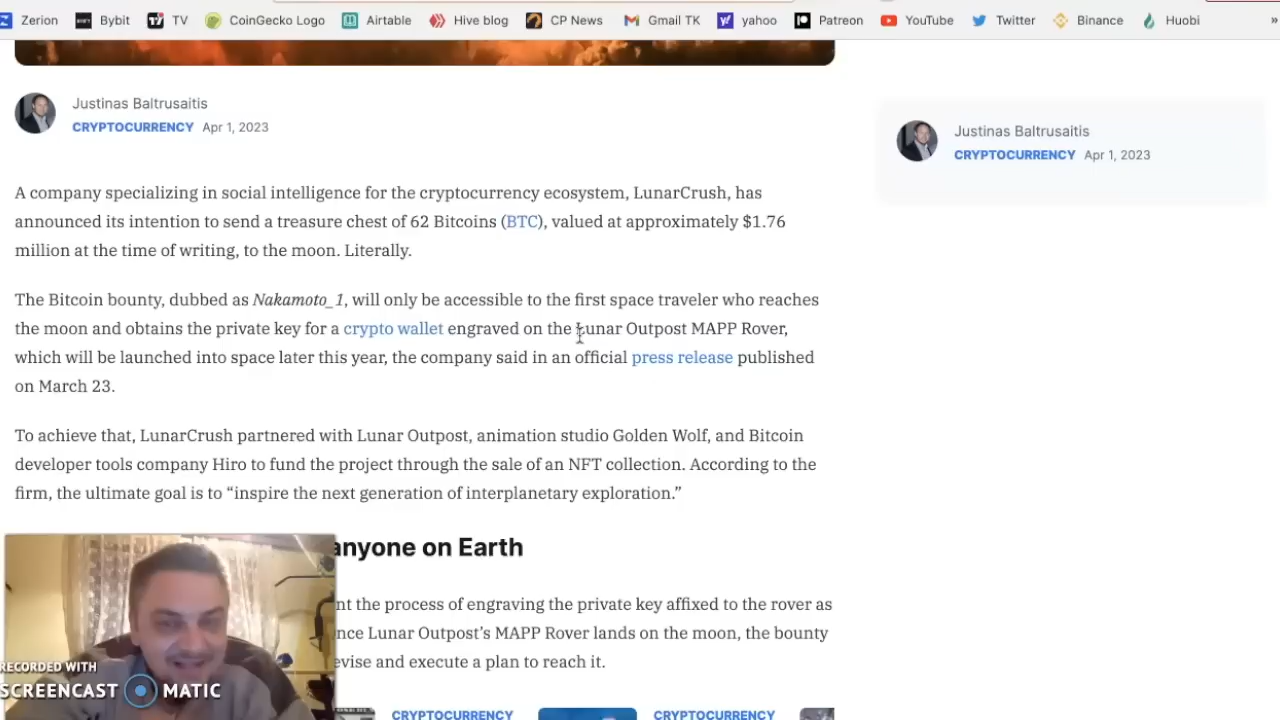 Zerion Bybit TV CoinGecko Logo Airtable Hive blog CP News Gmail TK yahoo Patreon YouTube Twitter Binance Huobi »
Justinas Baltrusaitis
CRYPTOCURRENCY Apr 1, 2023
Justinas Baltrusaitis
CRYPTOCURRENCY Apr 1, 2023
A company specializing in social intelligence for the cryptocurrency ecosystem, LunarCrush, has
announced its intention to send a treasure chest of 62 Bitcoins (BTC), valued at approximately $1.76
million at the time of writing, to the moon. Literally.
The Bitcoin bounty, dubbed as Nakamoto_1, will only be accessible to the first space traveler who reaches
the moon and obtains the private key for a crypto wallet engraved on the Lunar Outpost MAPP Rover,
which will be launched into space later this year, the company said in an official press release published
on March 23.
To achieve that, LunarCrush partnered with Lunar Outpost, animation studio Golden Wolf, and Bitcoin
developer tools company Hiro to fund the project through the sale of an NFT collection. According to the
firm, the ultimate goal is to “inspire the next generation of interplanetary exploration.”
anyone on Earth
nt the process of engraving the private key affixed to the rover as
nce Lunar Outpost’s MAPP Rover lands on the moon, the bounty
evise and execute a plan to reach it.
RECORDED WITH
SCREENCAST MATIC
CRYPTOCURRENCY
CRYPTOCURRENCY